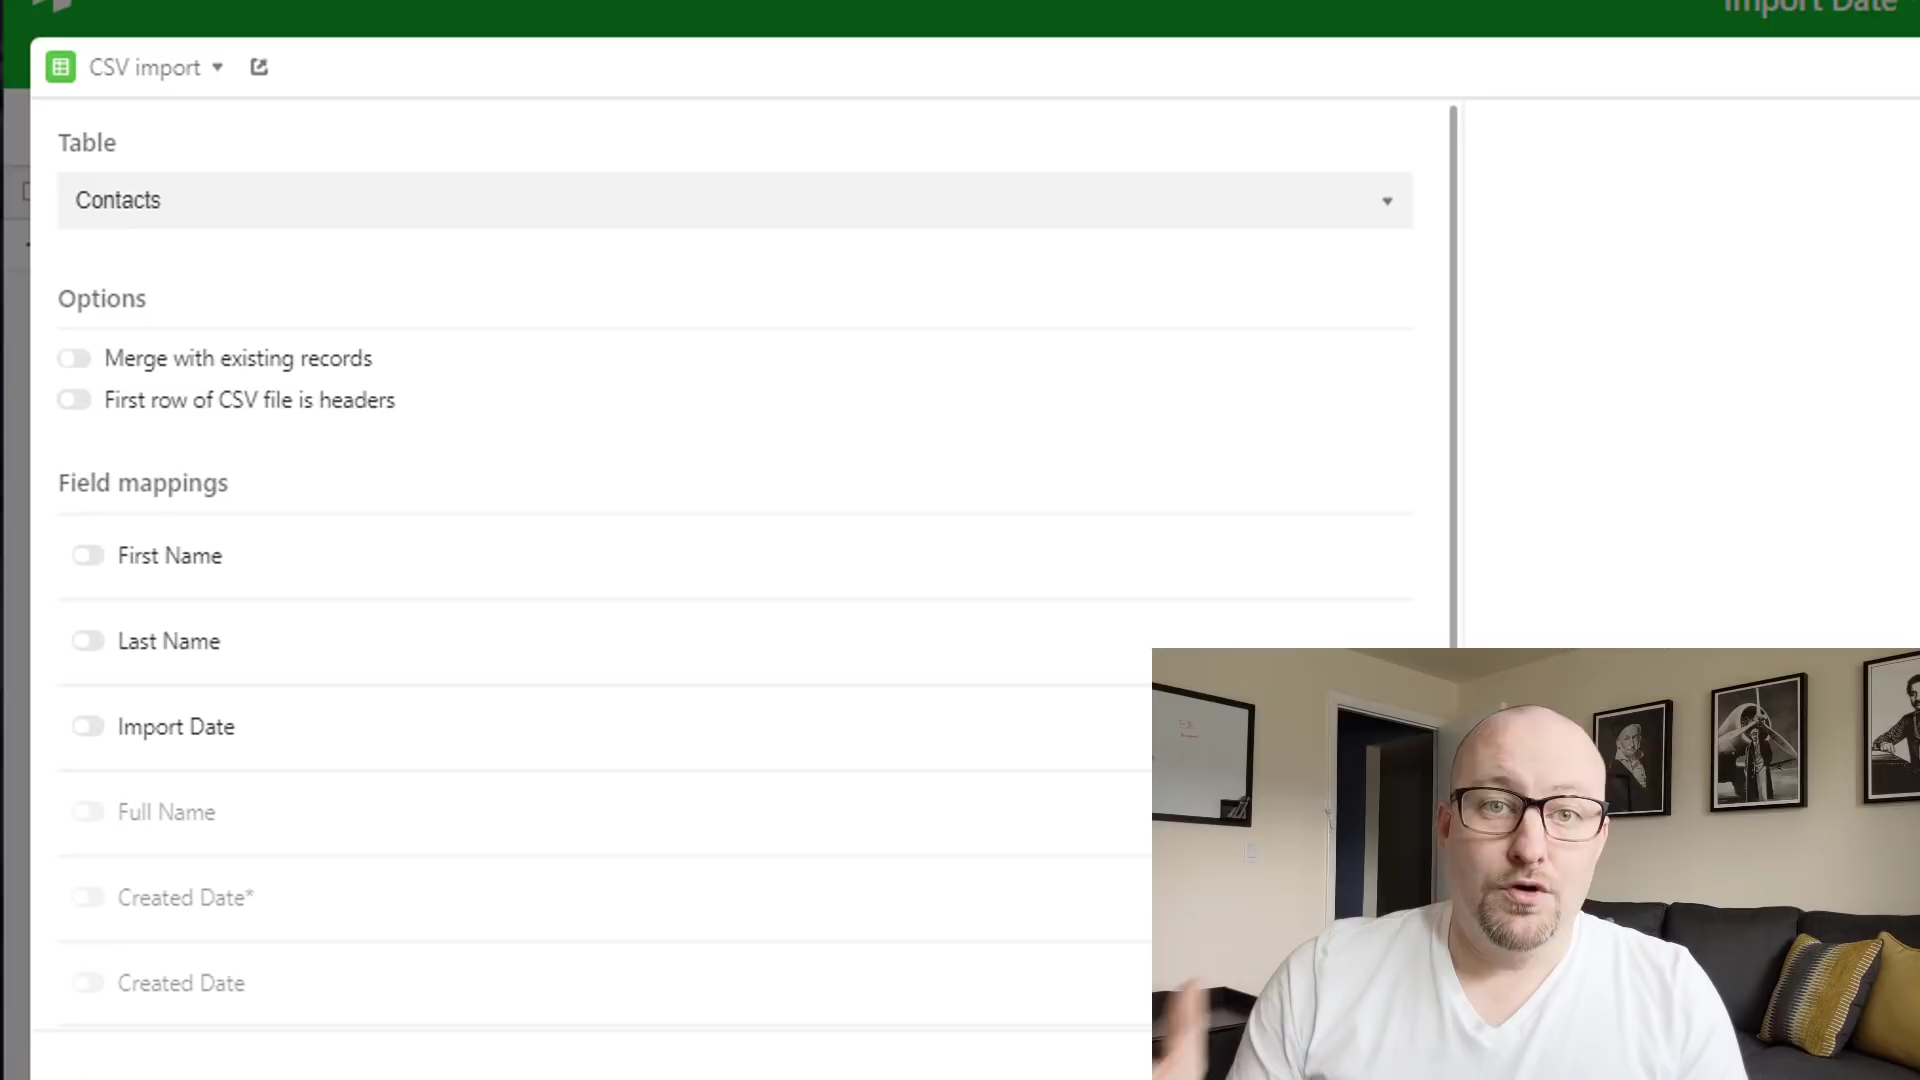 Import Date
CSV import
Table
Contacts
Options
Merge with existing records
First row of CSV file is headers
Field mappings
First Name
Last Name
Import Date
Full Name
Created Date*
Created Date